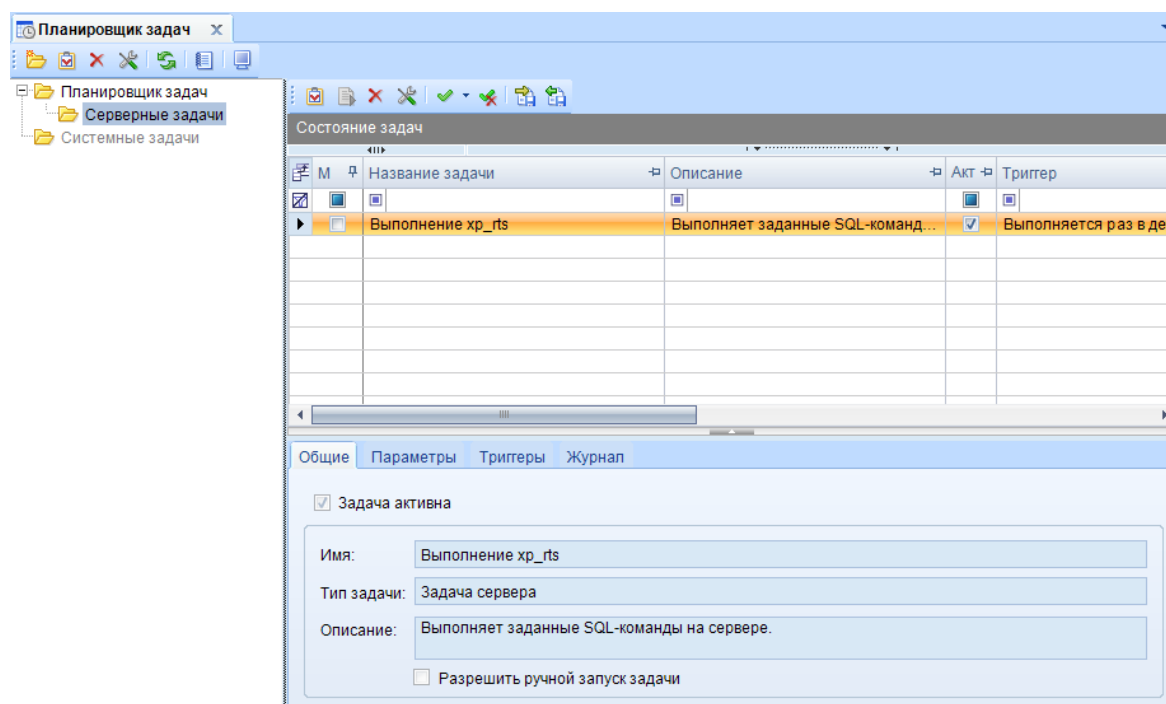 Планировщик задач X
Планировщик задач
Серверные задачи
Системные задачи
Состояние задач
М Название задачи Описание Акт Триггер
Выполнение xp_rts Выполняет заданные SQL-команд... Выполняется раз в де
Общие Параметры Триггеры Журнал
Задача активна
Имя: Выполнение xp_rts
Тип задачи: Задача сервера
Описание: Выполняет заданные SQL-команды на сервере.
Разрешить ручной запуск задачи